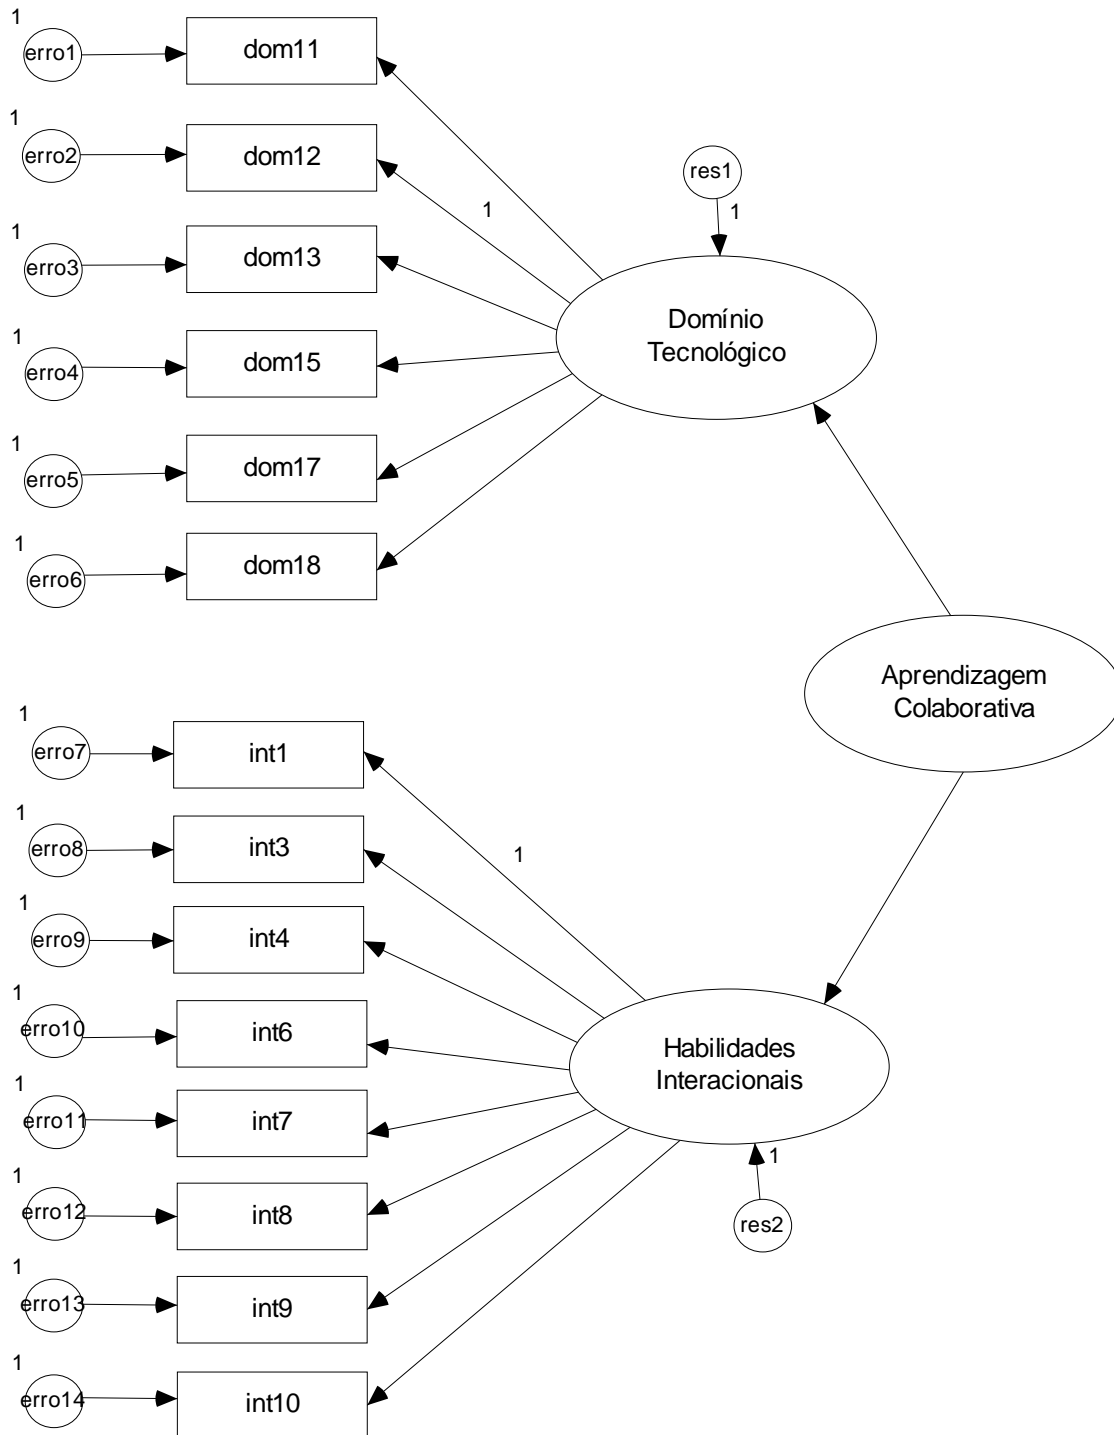 1
erro1
dom11
1
erro2
dom12
res1
1
1
1
erro3
dom13
Domínio
Tecnológico
1
erro4
dom15
1
erro5
dom17
1
erro6
dom18
Aprendizagem
Colaborativa
1
erro7
int1
1
erro8
int3
1
1
erro9
int4
1
erro10
int6
Habilidades
Interacionais
1
erro11
int7
1
erro12
int8
1
res2
1
erro13
int9
1
erro14
int10